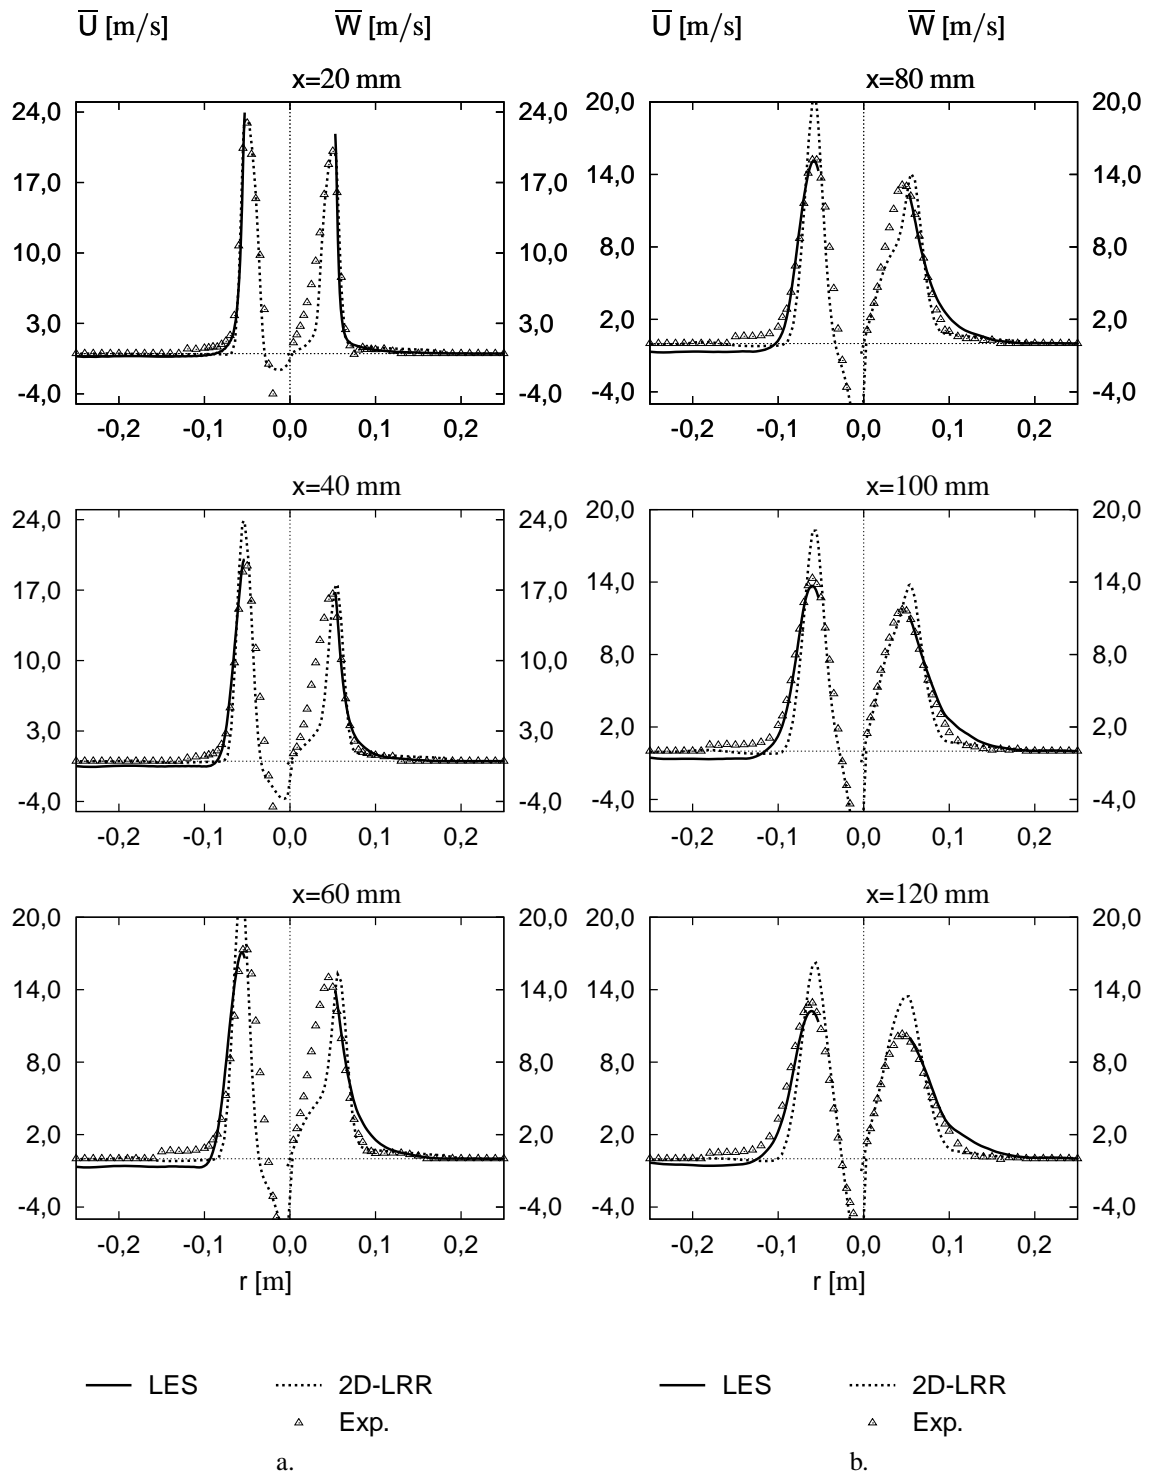 U̅ [m/s] W̅ [m/s] U̅ [m/s] W̅ [m/s]
x=20 mm
24,0 24,0
17,0 17,0
10,0 10,0
3,0 3,0
-4,0 -4,0
-0,2 -0,1 0,0 0,1 0,2
x=80 mm
20,0 20,0
14,0 14,0
8,0 8,0
2,0 2,0
-4,0 -4,0
-0,2 -0,1 0,0 0,1 0,2
x=40 mm
24,0 24,0
17,0 17,0
10,0 10,0
3,0 3,0
-4,0 -4,0
-0,2 -0,1 0,0 0,1 0,2
x=100 mm
20,0 20,0
14,0 14,0
8,0 8,0
2,0 2,0
-4,0 -4,0
-0,2 -0,1 0,0 0,1 0,2
x=60 mm
20,0 20,0
14,0 14,0
8,0 8,0
2,0 2,0
-4,0 -4,0
-0,2 -0,1 0,0 0,1 0,2
r [m]
x=120 mm
20,0 20,0
14,0 14,0
8,0 8,0
2,0 2,0
-4,0 -4,0
-0,2 -0,1 0,0 0,1 0,2
r [m]
LES 2D-LRR
Exp.
a.
LES 2D-LRR
Exp.
b.